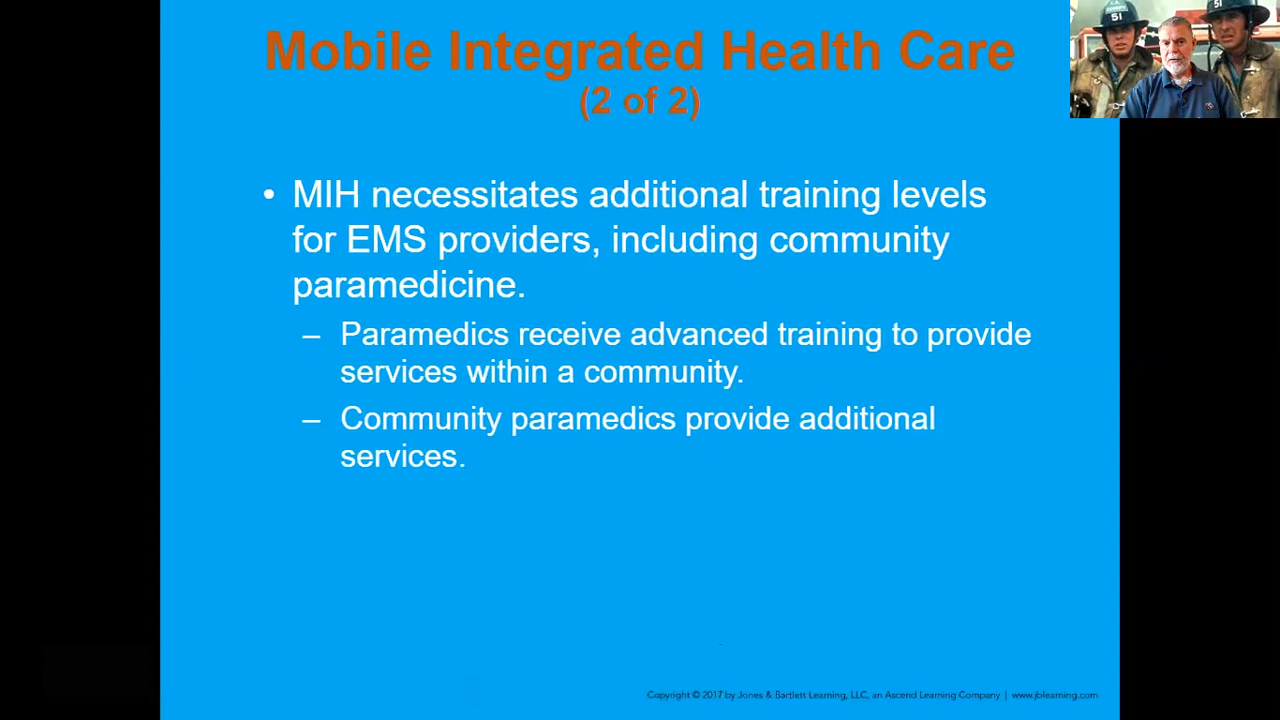 Mobile Integrated Health Care
(2 of 2)
• MIH necessitates additional training levels
for EMS providers, including community
paramedicine.
– Paramedics receive advanced training to provide
services within a community.
– Community paramedics provide additional
services.
Copyright © 2017 by Jones & Bartlett Learning, LLC, an Ascend Learning Company | www.jblearning.com
51
51